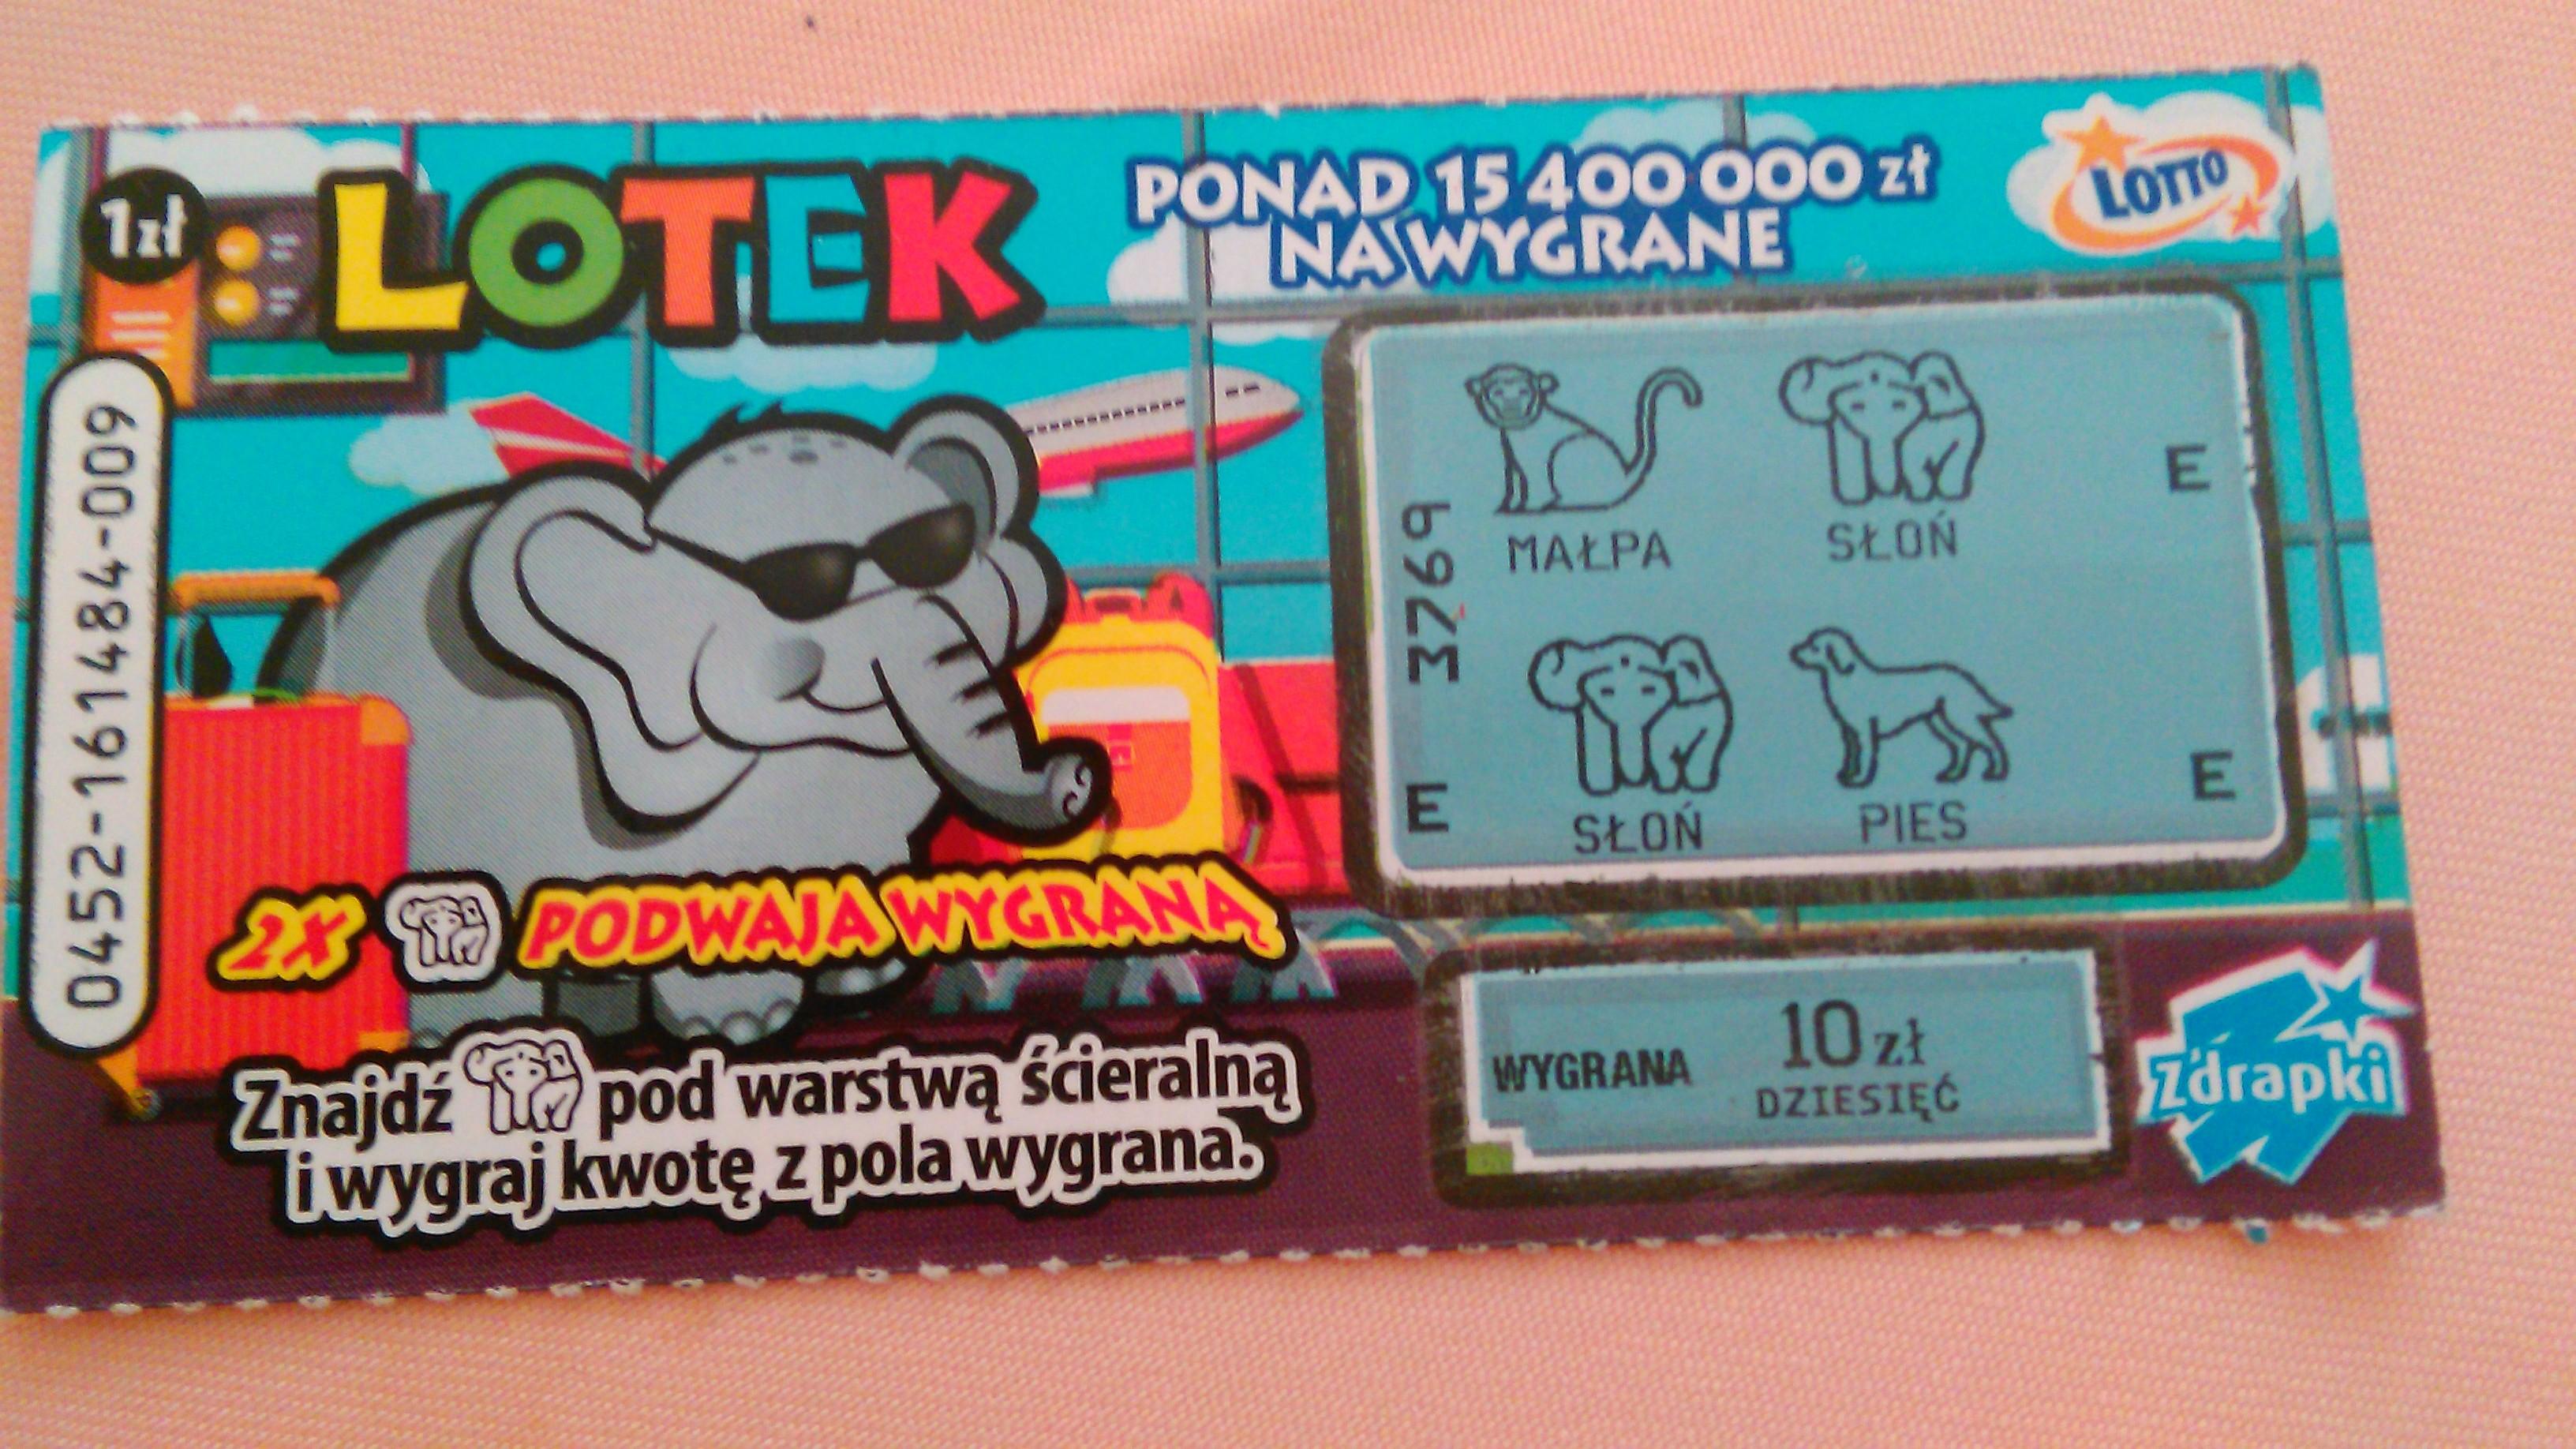 1zł
LOTEK
PONAD 15 400 000 zł
NA WYGRANE
LOTTO
0452-161484-009
MAŁPA SŁOŃ
E
3769
SŁOŃ PIES
E E
2X PODWAJA WYGRANĄ
Znajdź pod warstwą ścieralną
i wygraj kwotę z pola wygrana.
WYGRANA 10 zł
DZIESIĘĆ
Zdrapki